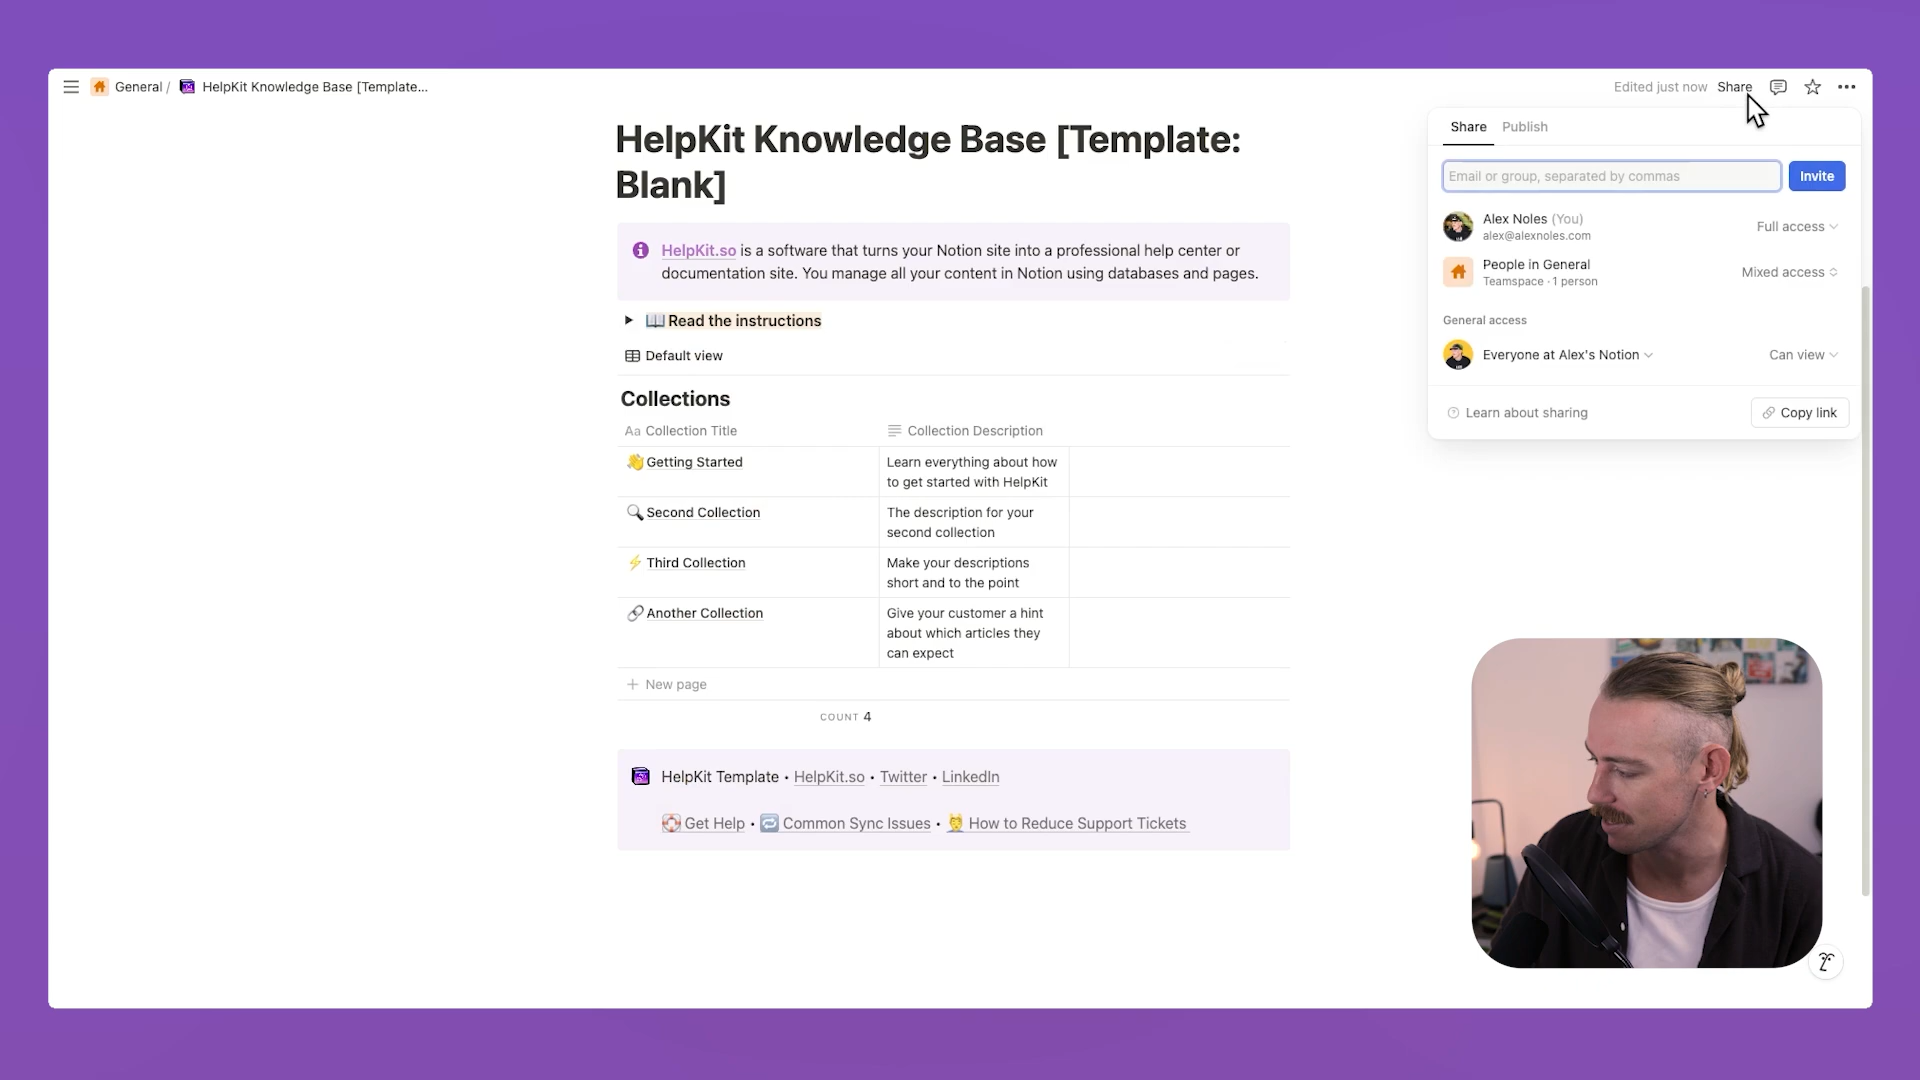 General / HelpKit Knowledge Base [Template...
Edited just now Share
HelpKit Knowledge Base [Template:
Blank]
HelpKit.so is a software that turns your Notion site into a professional help center or
documentation site. You manage all your content in Notion using databases and pages.
Read the instructions
Default view
Collections
Aa Collection Title Collection Description
Getting Started
Learn everything about how
to get started with HelpKit
Second Collection
The description for your
second collection
Third Collection
Make your descriptions
short and to the point
Another Collection
Give your customer a hint
about which articles they
can expect
+ New page
COUNT 4
HelpKit Template • HelpKit.so • Twitter • LinkedIn
Get Help • Common Sync Issues • How to Reduce Support Tickets
Share Publish
Email or group, separated by commas Invite
Alex Noles (You)
alex@alexnoles.com
Full access
People in General
Teamspace · 1 person
Mixed access
General access
Everyone at Alex's Notion Can view
Learn about sharing Copy link